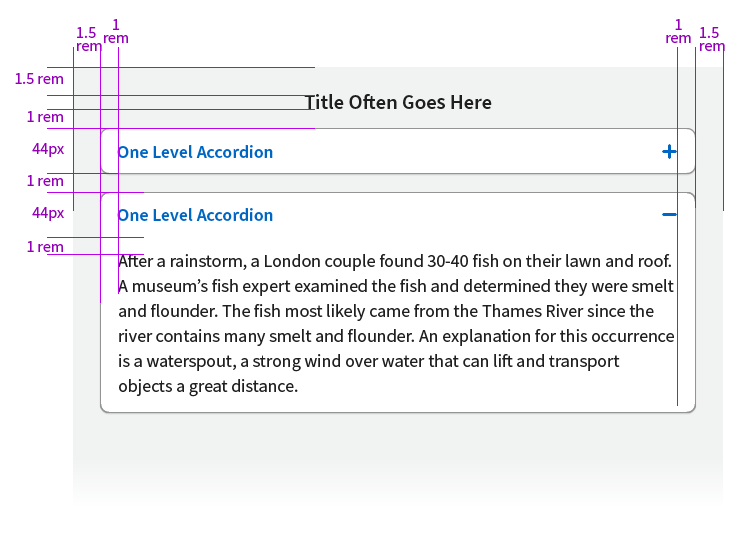 1.5 rem
1 rem
1 rem
1.5 rem
1.5 rem
Title Often Goes Here
1 rem
44px
One Level Accordion
1 rem
44px
One Level Accordion
1 rem
After a rainstorm, a London couple found 30-40 fish on their lawn and roof.
A museum’s fish expert examined the fish and determined they were smelt
and flounder. The fish most likely came from the Thames River since the
river contains many smelt and flounder. An explanation for this occurrence
is a waterspout, a strong wind over water that can lift and transport
objects a great distance.